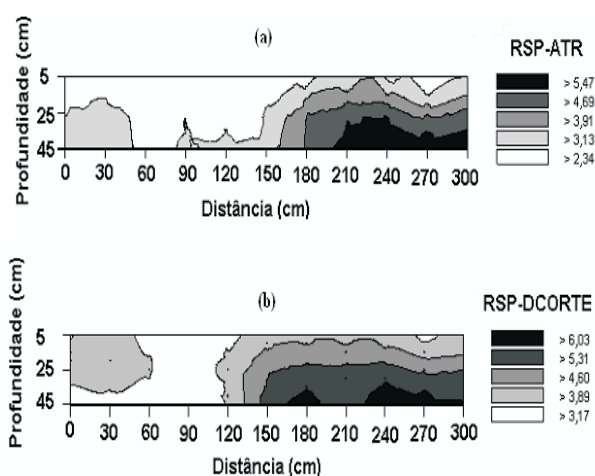 (a)
RSP-ATR
Profundidade (cm)
5
25
45
0 30 60 90 120 150 180 210 240 270 300
Distância (cm)
> 5,47
> 4,69
> 3,91
> 3,13
> 2,34
(b)
RSP-DCORTE
Profundidade (cm)
5
25
45
0 30 60 90 120 150 180 210 240 270 300
Distância (cm)
> 6,03
> 5,31
> 4,60
> 3,89
> 3,17